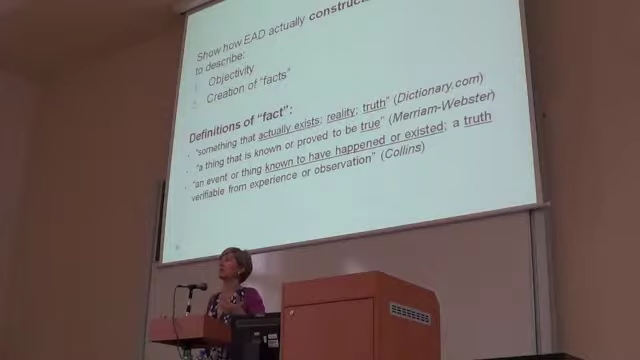 Show how EAD actually
to describe:
Objectivity
Creation of "facts"
Definitions of "fact":
"something that actually exists; reality; truth" (Dictionary.com)
"a thing that is known or proved to be true" (Merriam-Webster)
"an event or thing known to have happened or existed; a truth
verifiable from experience or observation" (Collins)